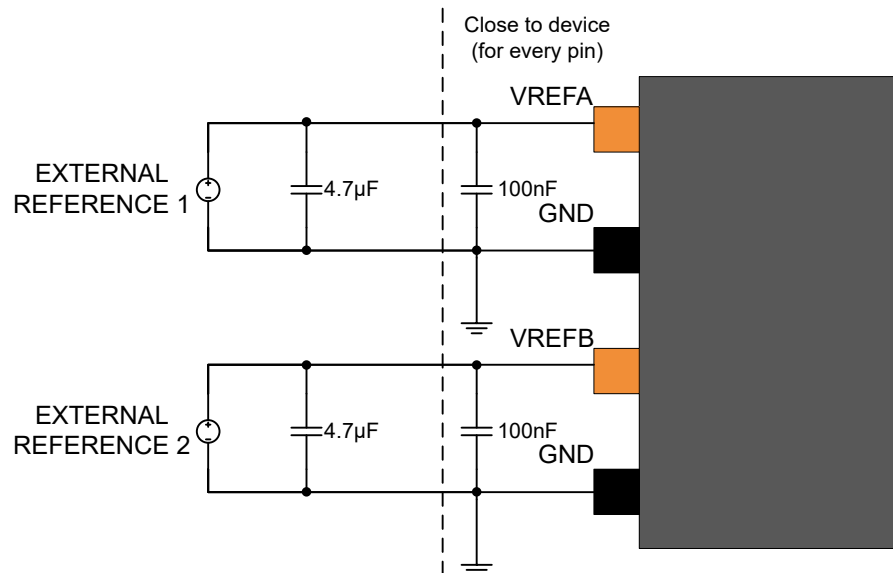 Close to device
(for every pin)
VREFA
EXTERNAL
REFERENCE 1
4.7µF
100nF
GND
VREFB
EXTERNAL
REFERENCE 2
4.7µF
100nF
GND